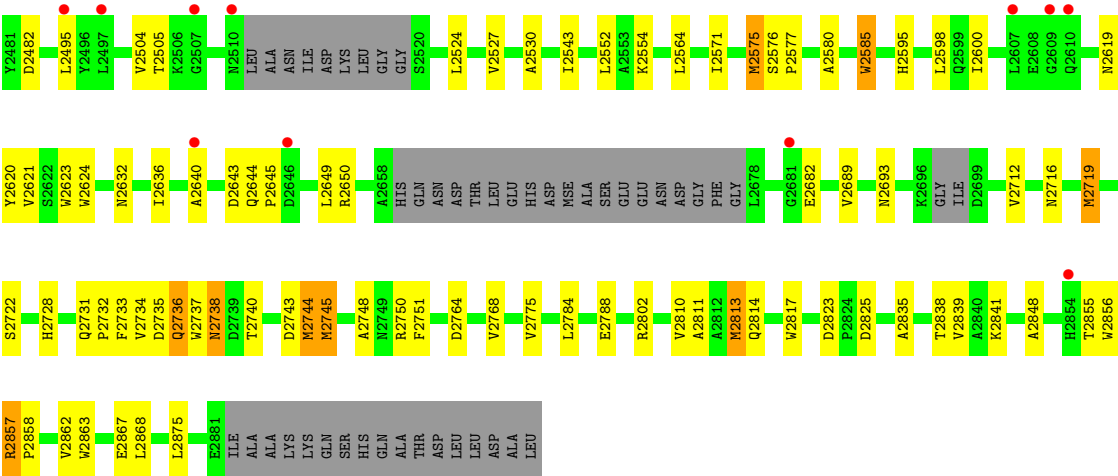 Y2481 D2482 L2495 Y2496 L2497 V2504 T2505 K2506 G2507 N2510 LEU ALA ASN ILE ASP LYS LEU GLY GLY S2520 L2524 V2527 A2530 I2543 L2552 A2553 K2554 L2564 I2571 M2575 S2576 P2577 A2580 W2585 H2595 L2598 Q2599 I2600 L2607 E2608 G2609 Q2610 N2619
Y2620 V2621 S2622 W2623 W2624 N2632 I2636 A2640 D2643 Q2644 P2645 D2646 L2649 R2650 A2658 HIS GLN ASN ASP THR LEU GLU HIS ASP MSE ALA SER GLU GLU ASN ASP GLY PHE GLY L2678 G2681 E2682 V2689 N2693 K2696 GLY ILE D2699 V2712 N2716 M2719
S2722 H2728 Q2731 P2732 F2733 V2734 D2735 Q2736 W2737 N2738 D2739 T2740 D2743 M2744 M2745 A2748 N2749 R2750 F2751 D2764 V2768 V2775 L2784 E2788 R2802 V2810 A2811 A2812 M2813 Q2814 W2817 D2823 P2824 D2825 A2835 T2838 V2839 A2840 K2841 A2848 H2854 T2855 W2856
R2857 P2858 V2862 W2863 E2867 L2868 L2875 E2881 ILE ALA ALA LYS LYS GLN SER HIS GLN ALA THR ASP LEU LEU ASP ALA LEU